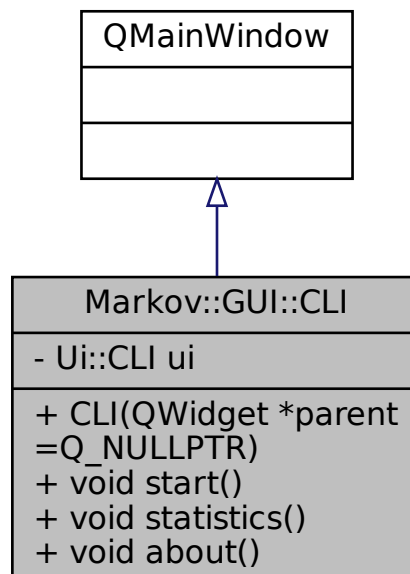 QMainWindow
Markov::GUI::CLI
- Ui::CLI ui
+ CLI(QWidget *parent
=Q_NULLPTR)
+ void start()
+ void statistics()
+ void about()